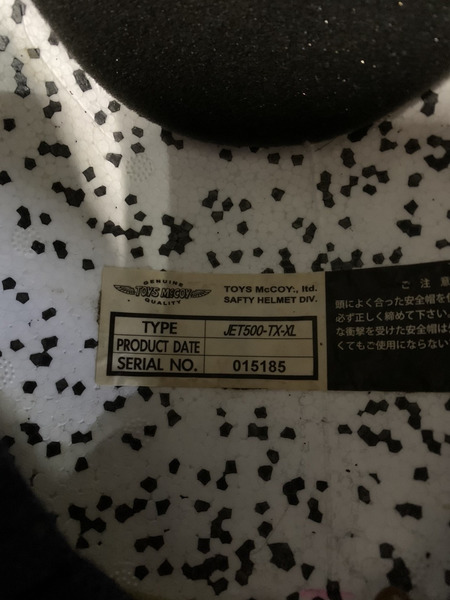 GENUINE
TOYS McCOY
QUALITY
TOYS McCOY., ltd.
SAFTY HELMET DIV.
TYPE JET500-TX-XL
PRODUCT DATE
SERIAL NO. 015185
ご 注 意
頭によく合った安全帽を
必ず正しく締めて下さい。
な衝撃を受けた安全帽は
くてもご使用にならない